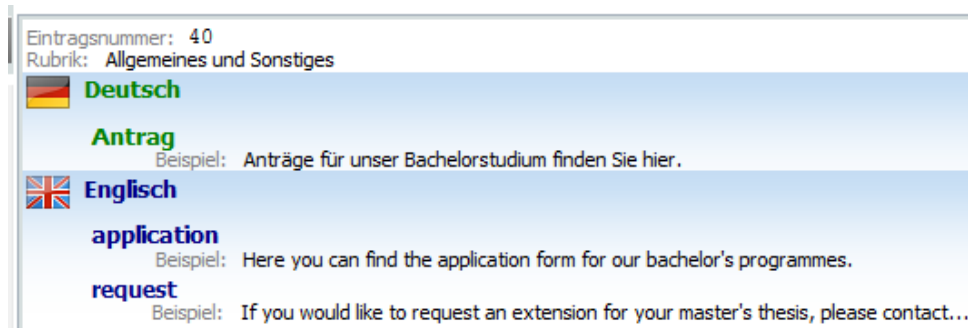 Eintragsnummer: 40
Rubrik: Allgemeines und Sonstiges
Deutsch
Antrag
Beispiel: Anträge für unser Bachelorstudium finden Sie hier.
Englisch
application
Beispiel: Here you can find the application form for our bachelor's programmes.
request
Beispiel: If you would like to request an extension for your master's thesis, please contact...